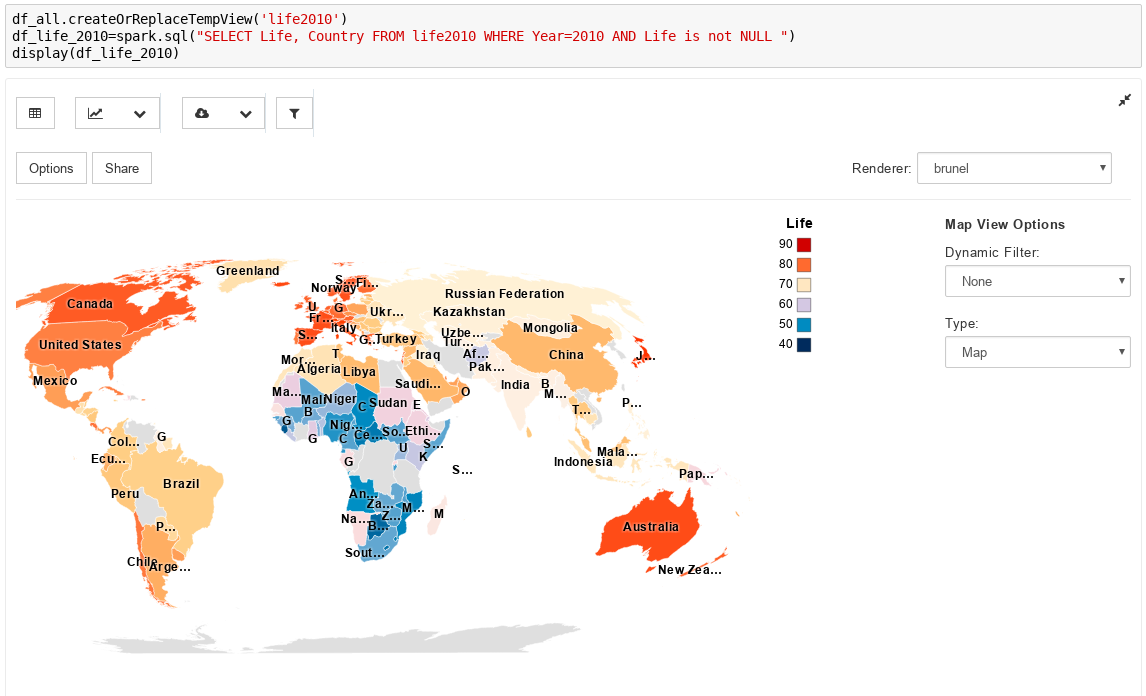 df_all.createOrReplaceTempView('life2010')
df_life_2010=spark.sql("SELECT Life, Country FROM life2010 WHERE Year=2010 AND Life is not NULL ")
display(df_life_2010)
Options
Share
Renderer:
brunel
Life
90
80
70
60
50
40
Map View Options
Dynamic Filter:
None
Type:
Map
Greenland
Canada
United States
Mexico
Norway
S...
Fi...
U
G
Fr...
Italy
S...
Ukr...
G...
Turkey
Russian Federation
Kazakhstan
Uzbe...
Tur...
Mongolia
China
J...
Iraq
Af...
Pak...
India
B
M...
T...
P...
Mor...
T
Algeria
Libya
Saudi...
O
Ma...
Mali
Niger
C
Sudan
E
B
G
G
Nig...
C
Ce...
So...
Ethi...
S...
U
K
G
S...
An...
Za...
M...
Z...
Na...
B...
M
Sout...
Col...
G
Ecu...
Peru
Brazil
P...
Chile
Arge...
Mala...
Indonesia
Pap...
Australia
New Zea...